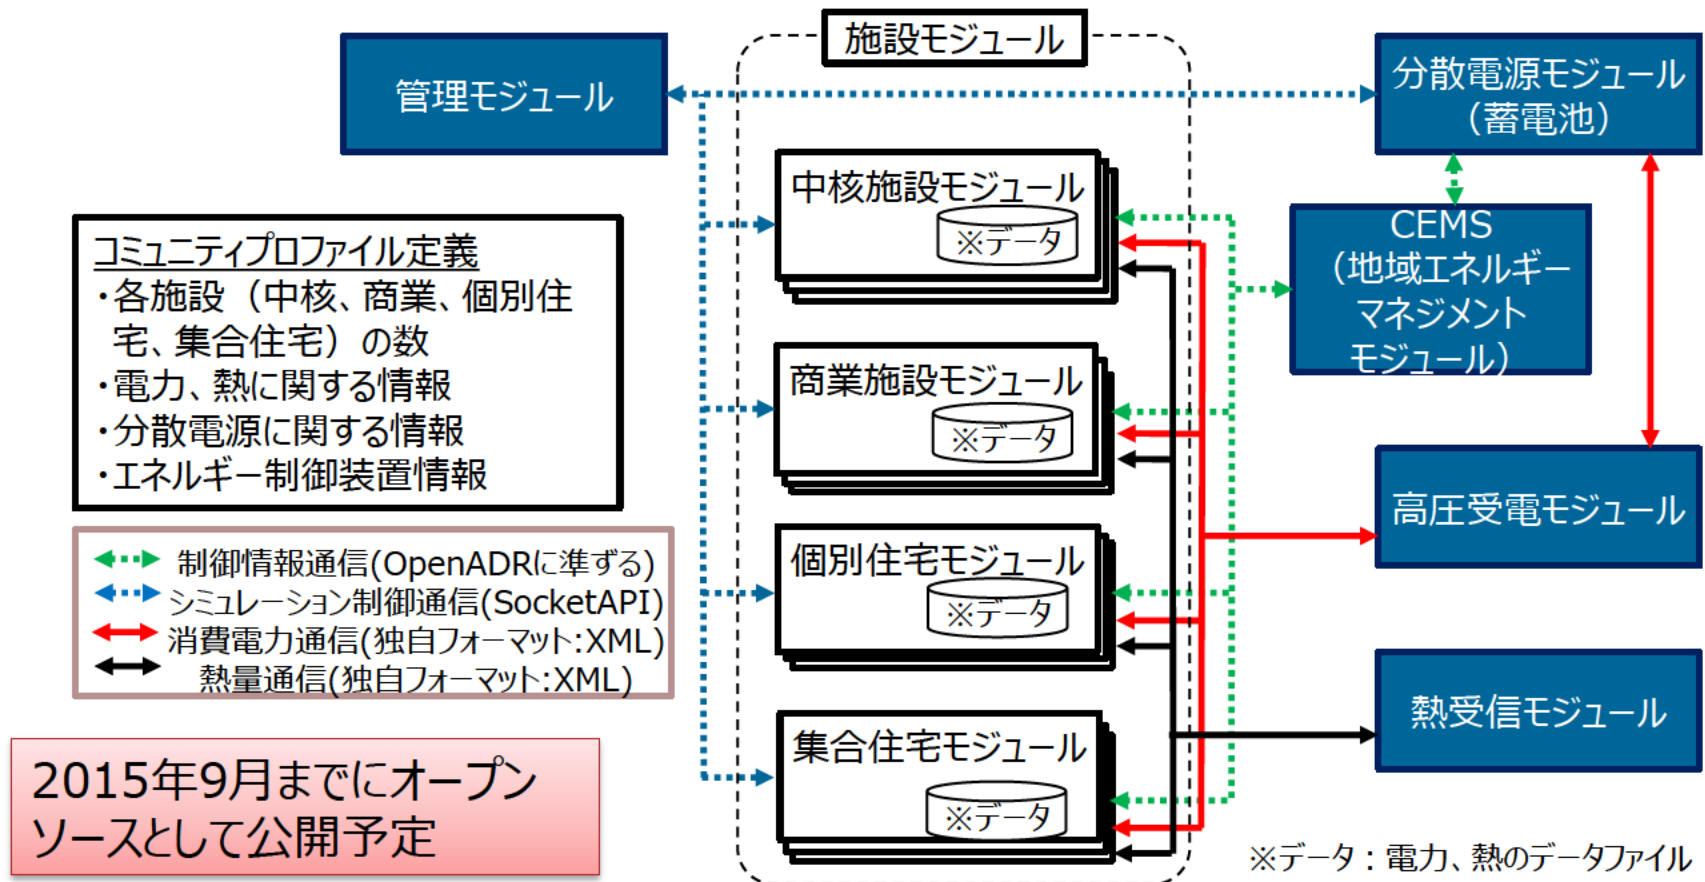 施設モジュール
管理モジュール
分散電源モジュール
（蓄電池）
中核施設モジュール
※データ
CEMS
（地域エネルギー
マネジメント
モジュール）
コミュニティプロファイル定義
・各施設（中核、商業、個別住
宅、集合住宅）の数
・電力、熱に関する情報
・分散電源に関する情報
・エネルギー制御装置情報
商業施設モジュール
※データ
高圧受電モジュール
制御情報通信(OpenADRに準ずる)
シミュレーション制御通信(SocketAPI)
消費電力通信(独自フォーマット:XML)
熱量通信(独自フォーマット:XML)
個別住宅モジュール
※データ
熱受信モジュール
集合住宅モジュール
※データ
2015年9月までにオープン
ソースとして公開予定
※データ：電力、熱のデータファイル